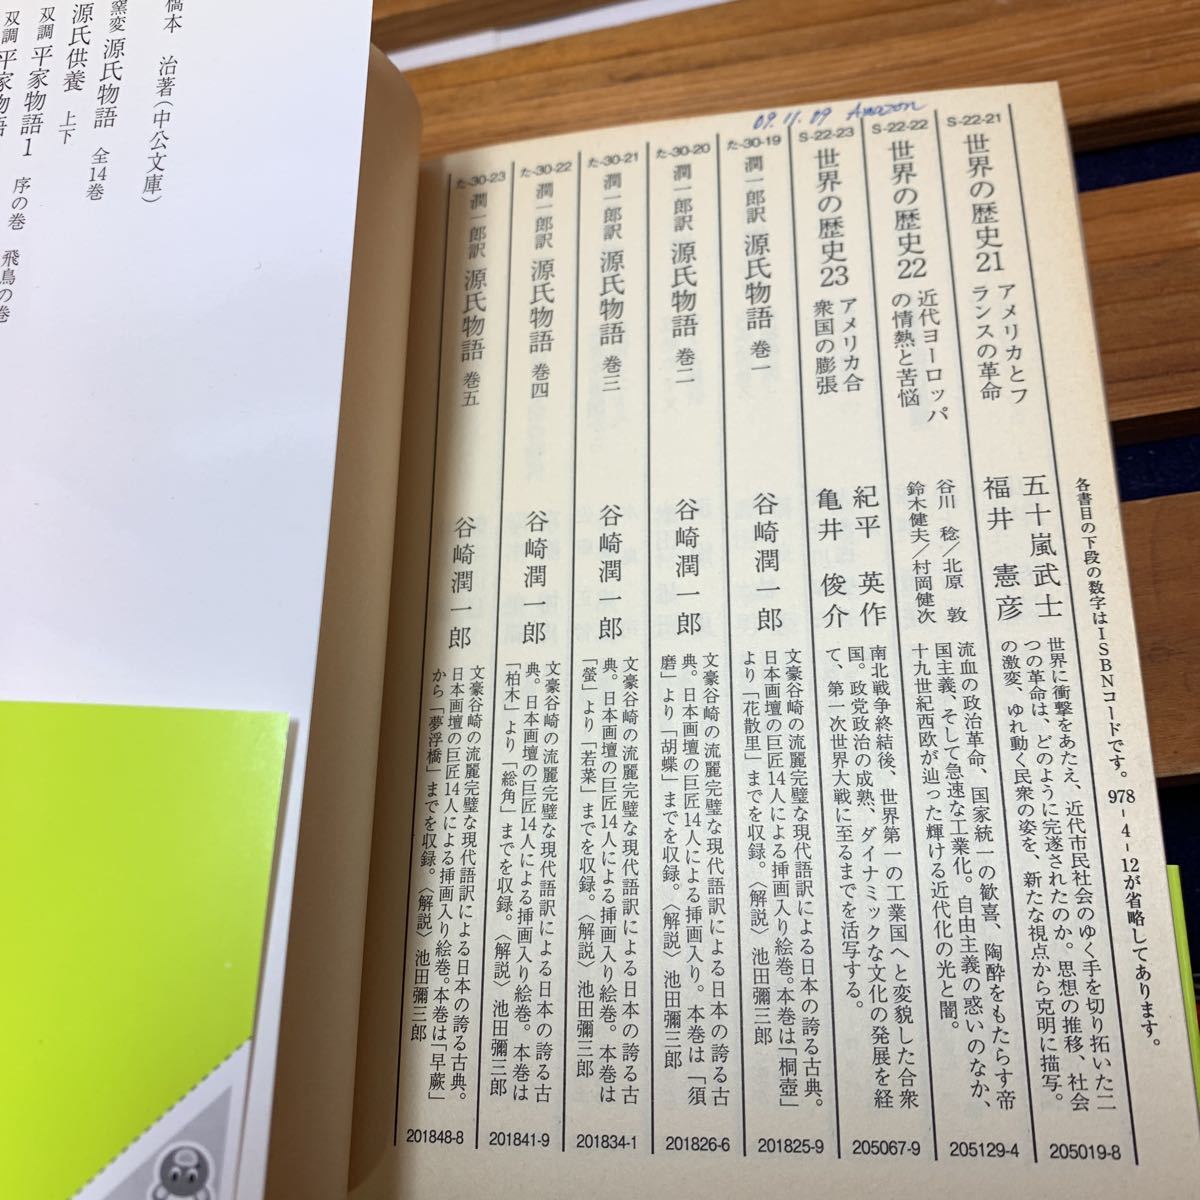 09.11.09 Amazon
各書目の下段の数字はISBNコードです。978-4-12が省略してあります。
S-22-21
世界の歴史21 アメリカとフ
ランスの革命
五十嵐武士
福井 憲彦
世界に衝撃をあたえ、近代市民社会のゆく手を切り拓いた二
つの革命は、どのように完遂されたのか。思想の推移、社会
の激変、ゆれ動く民衆の姿を、新たな視点から克明に描写。
205019-8
S-22-22
世界の歴史22 近代ヨーロッパ
の情熱と苦悩
谷川 稔/北原 敦
鈴木健夫/村岡健次
流血の政治革命、国家統一の歓喜、陶酔をもたらす帝
国主義、そして急速な工業化。自由主義の惑いのなか、
十九世紀西欧が辿った輝ける近代化の光と闇。
205129-4
S-22-23
世界の歴史23 アメリカ合
衆国の膨張
紀平 英作
亀井 俊介
南北戦争終結後、世界第一の工業国へと変貌した合衆
国。政党政治の成熟、ダイナミックな文化の発展を経
て、第一次世界大戦に至るまでを活写する。
205067-9
た-30-19
潤一郎訳 源氏物語 巻一
谷崎潤一郎
文豪谷崎の流麗完璧な現代語訳による日本の誇る古典。
日本画壇の巨匠14人による挿画入り絵巻。本巻は「桐壺」
より「花散里」までを収録。〈解説〉池田彌三郎
201825-9
た-30-20
潤一郎訳 源氏物語 巻二
谷崎潤一郎
文豪谷崎の流麗完璧な現代語訳による日本の誇る古
典。日本画壇の巨匠14人による挿画入り。本巻は「須
磨」より「胡蝶」までを収録。〈解説〉池田彌三郎
201826-6
た-30-21
潤一郎訳 源氏物語 巻三
谷崎潤一郎
文豪谷崎の流麗完璧な現代語訳による日本の誇る古
典。日本画壇の巨匠14人による挿画入り絵巻。本巻は
「螢」より「若菜」までを収録。〈解説〉池田彌三郎
201834-1
た-30-22
潤一郎訳 源氏物語 巻四
谷崎潤一郎
文豪谷崎の流麗完璧な現代語訳による日本の誇る古
典。日本画壇の巨匠14人による挿画入り絵巻。本巻は
「柏木」より「総角」までを収録。〈解説〉池田彌三郎
201841-9
た-30-23
潤一郎訳 源氏物語 巻五
谷崎潤一郎
文豪谷崎の流麗完璧な現代語訳による日本の誇る古典。
日本画壇の巨匠14人による挿画入り絵巻。本巻は「早蕨」
から「夢浮橋」までを収録。〈解説〉池田彌三郎
201848-8
橋本 治著(中公文庫)
窯変 源氏物語 全14巻
源氏供養 上下
双調 平家物語1 序の巻 飛鳥の巻
双調 平家物語